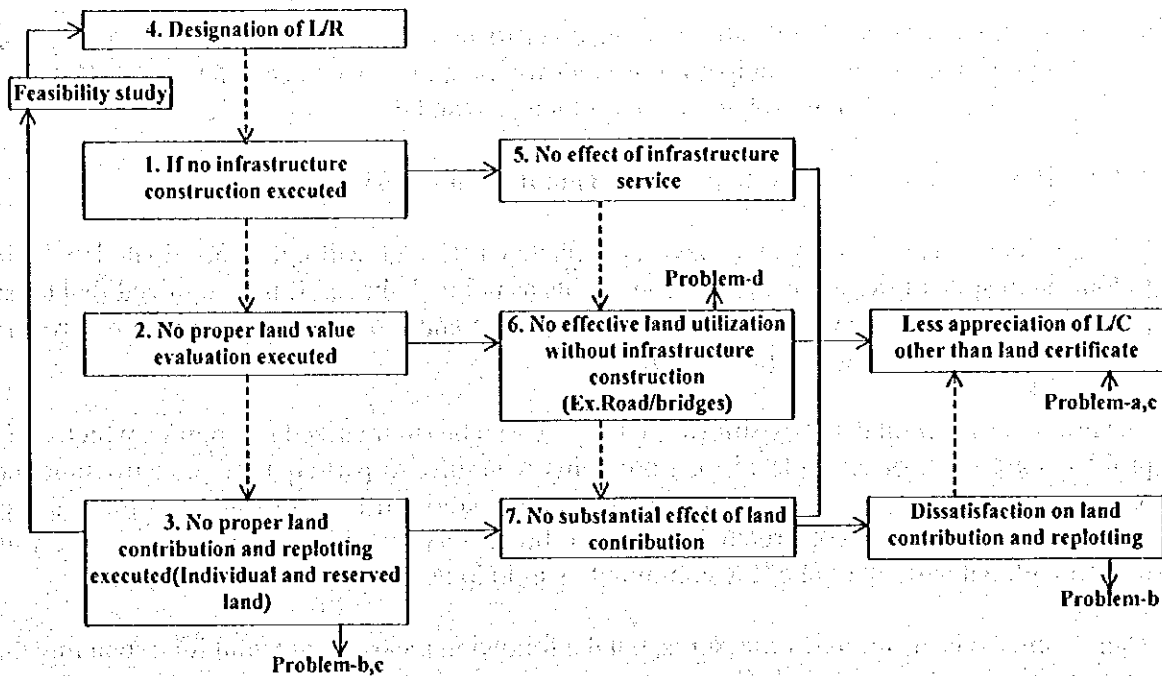 4. Designation of L/R
Feasibility study
1. If no infrastructure
construction executed
5. No effect of infrastructure
service
Problem-d
2. No proper land value
evaluation executed
6. No effective land utilization
without infrastructure
construction
(Ex.Road/bridges)
Less appreciation of L/C
other than land certificate
Problem-a,c
3. No proper land
contribution and replotting
executed(Individual and reserved
land)
7. No substantial effect of land
contribution
Dissatisfaction on land
contribution and replotting
Problem-b
Problem-b,c